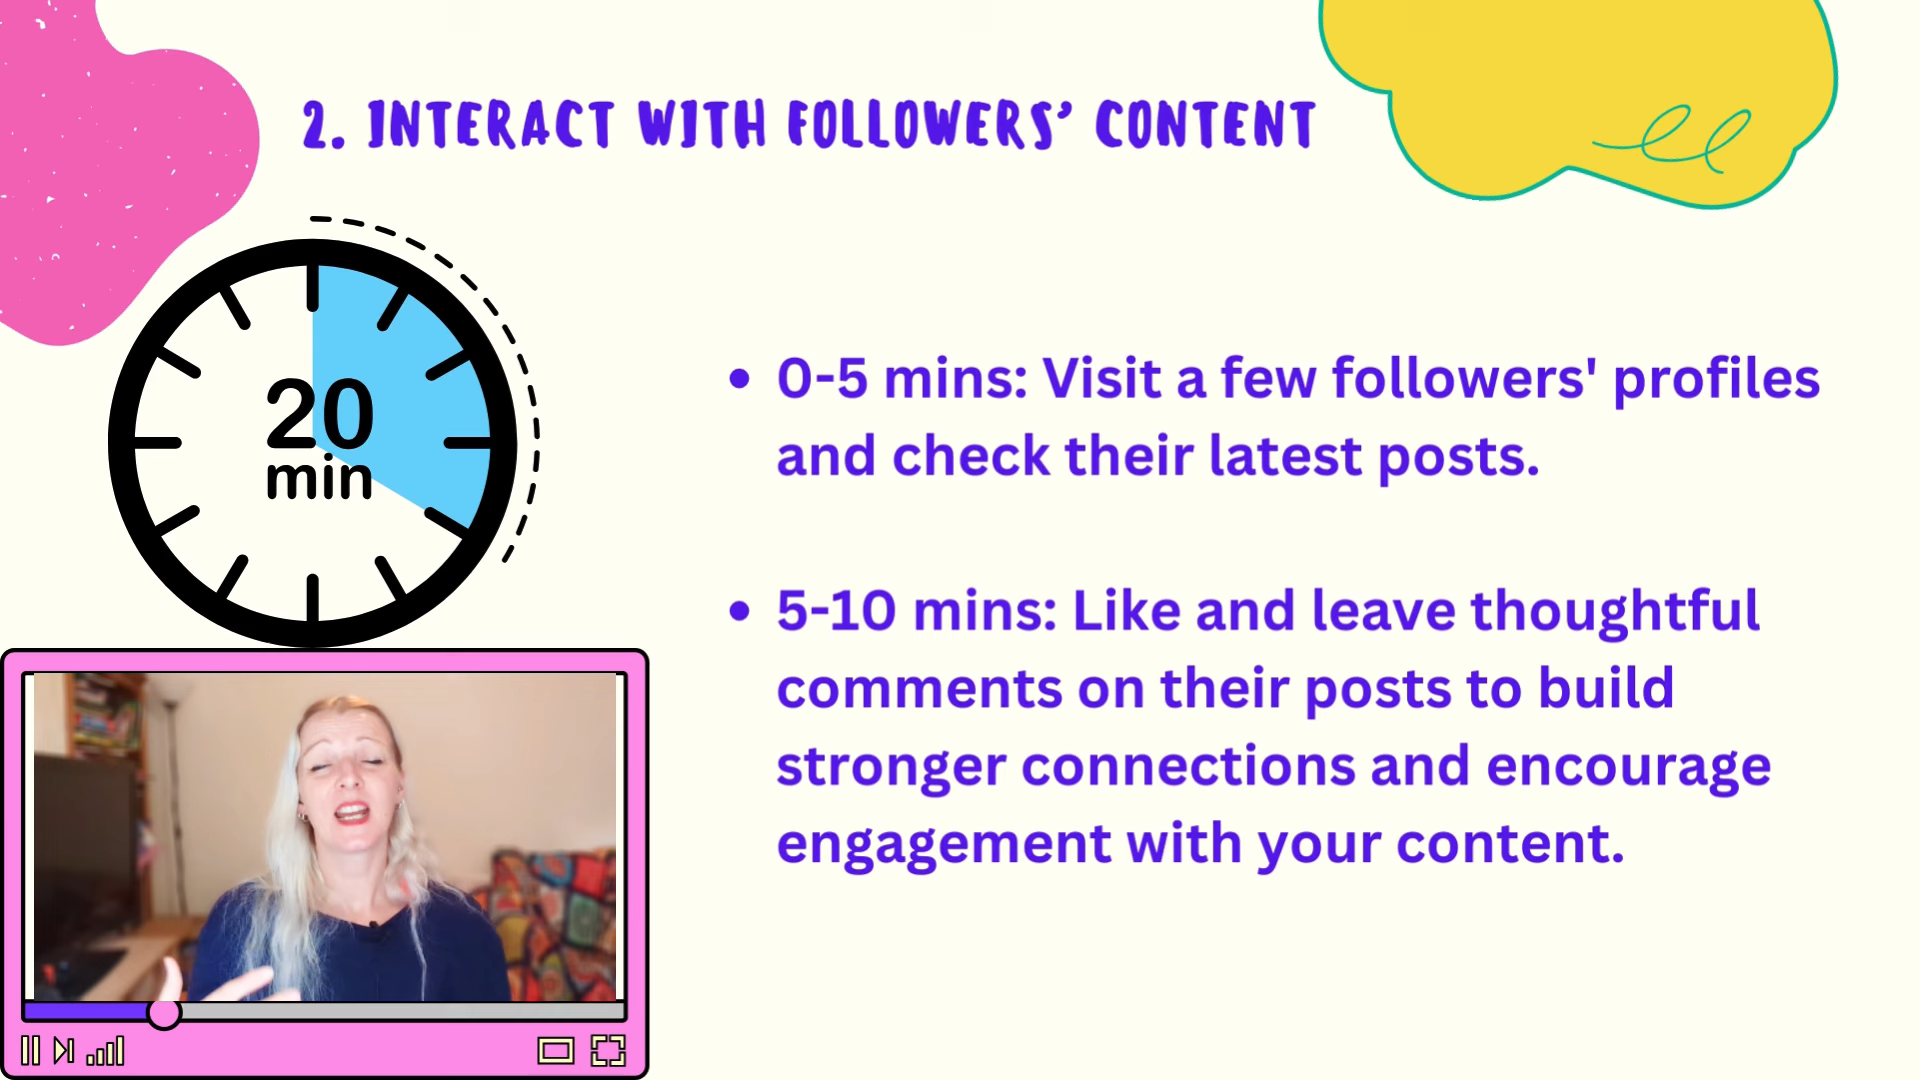 2. INTERACT WITH FOLLOWERS’ CONTENT
20
min
• 0-5 mins: Visit a few followers' profiles
and check their latest posts.
• 5-10 mins: Like and leave thoughtful
comments on their posts to build
stronger connections and encourage
engagement with your content.